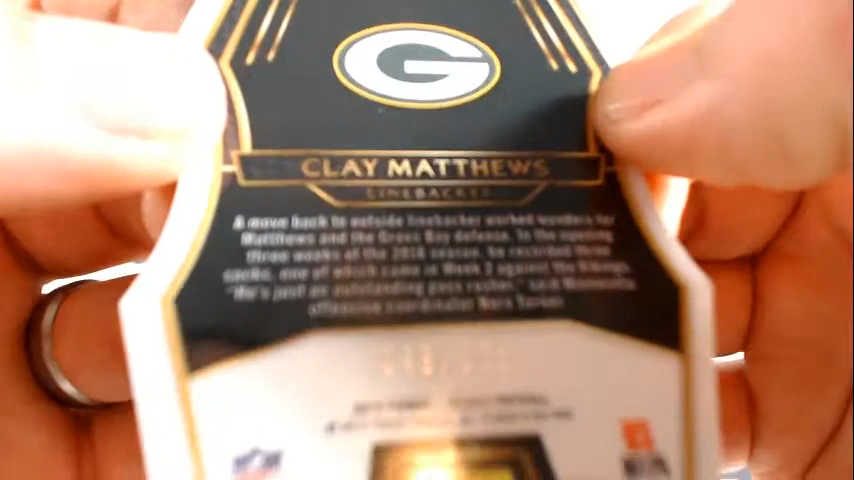 G
CLAY MATTHEWS
LINEBACKER
A move back to outside linebacker worked wonders for
Matthews and the Green Bay defense. In the opening
three weeks of the 2016 season, he recorded three
sacks, one of which came in Week 2 against the Vikings.
"He's just an outstanding pass rusher," said Minnesota
offensive coordinator Norv Turner.
NFL